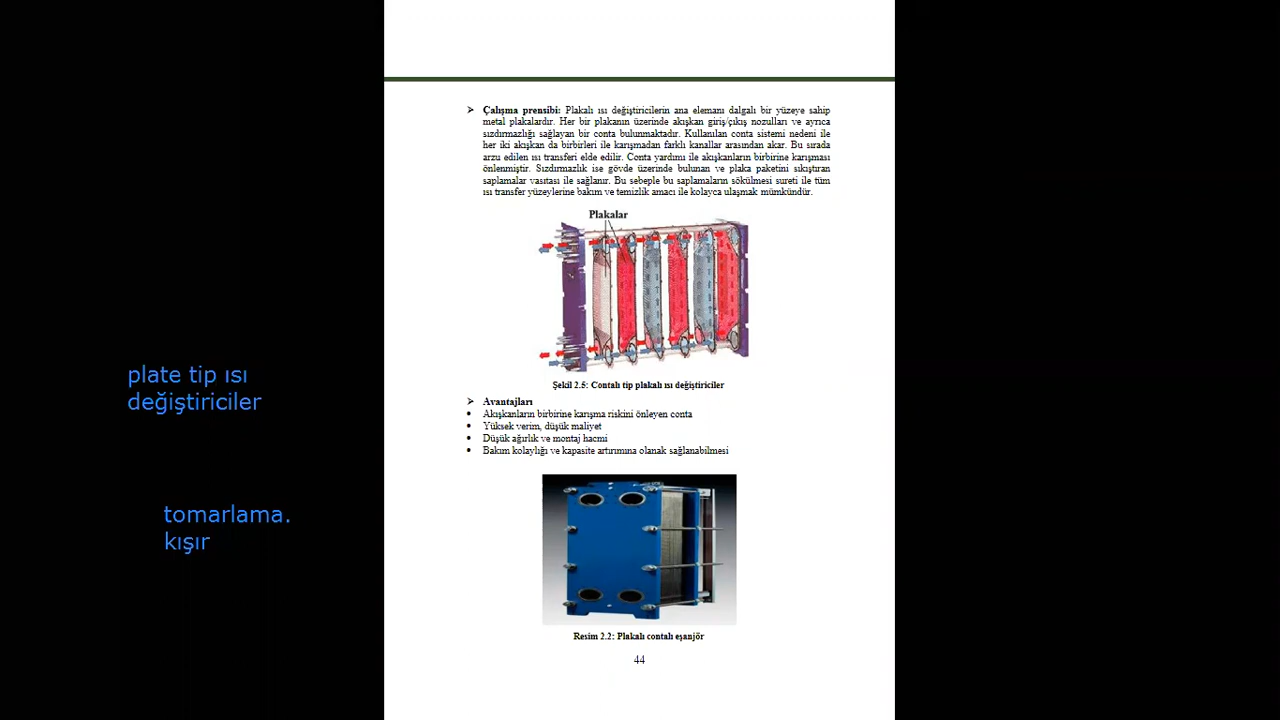 ➢ Çalışma prensibi: Plakalı ısı değiştiricilerin ana elemanı dalgalı bir yüzeye sahip
metal plakalardır. Her bir plakanın üzerinde akışkan giriş/çıkış nozulları ve ayrıca
sızdırmazlığı sağlayan bir conta bulunmaktadır. Kullanılan conta sistemi nedeni ile
her iki akışkan da birbirleri ile karışmadan farklı kanallar arasından akar. Bu sırada
arzu edilen ısı transferi elde edilir. Conta yardımı ile akışkanların birbirine karışması
önlenmiştir. Sızdırmazlık ise gövde üzerinde bulunan ve plaka paketini sıkıştıran
saplamalar vasıtası ile sağlanır. Bu sebeple bu saplamaların sökülmesi sureti ile tüm
ısı transfer yüzeylerine bakım ve temizlik amacı ile kolayca ulaşmak mümkündür.
Plakalar
Şekil 2.5: Contalı tip plakalı ısı değiştiriciler
➢ Avantajları
• Akışkanların birbirine karışma riskini önleyen conta
• Yüksek verim, düşük maliyet
• Düşük ağırlık ve montaj hacmi
• Bakım kolaylığı ve kapasite artırımına olanak sağlanabilmesi
Resim 2.2: Plakalı contalı eşanjör
44
plate tip ısı
değiştiriciler
tomarlama.
kışır